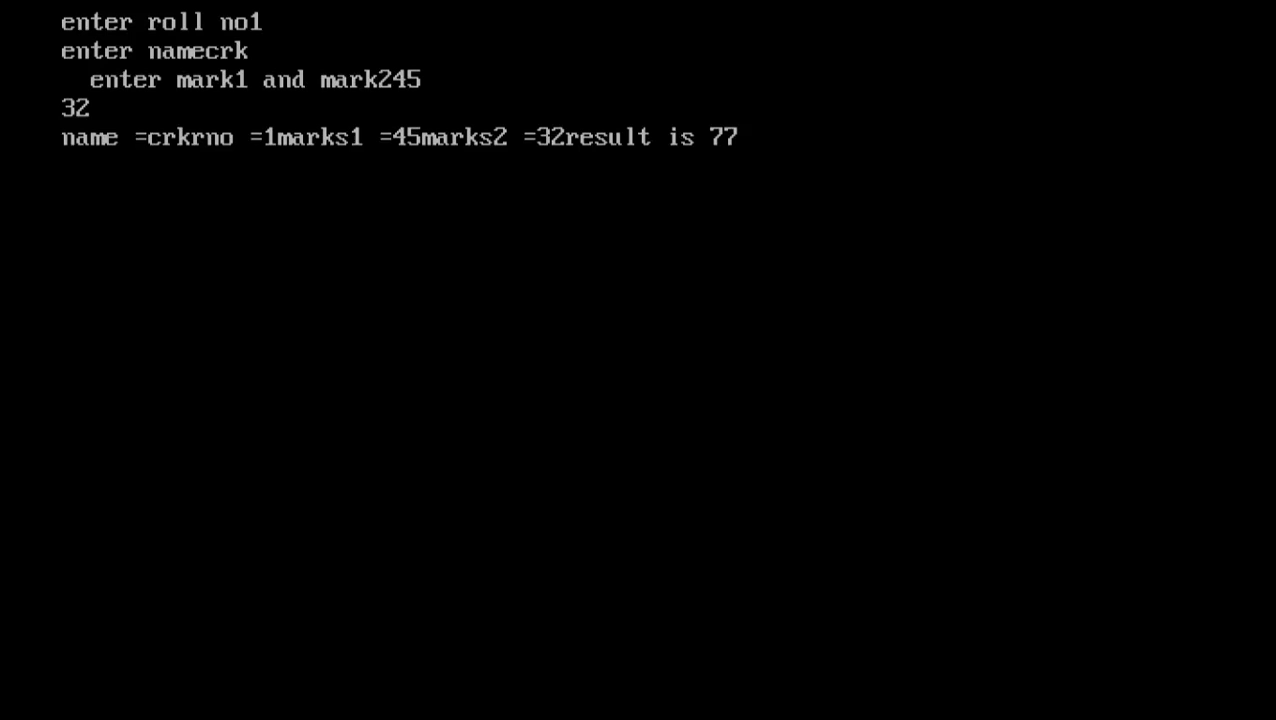 enter roll no1
enter namecrk
enter mark1 and mark245
32
name =crkrno =1marks1 =45marks2 =32result is 77